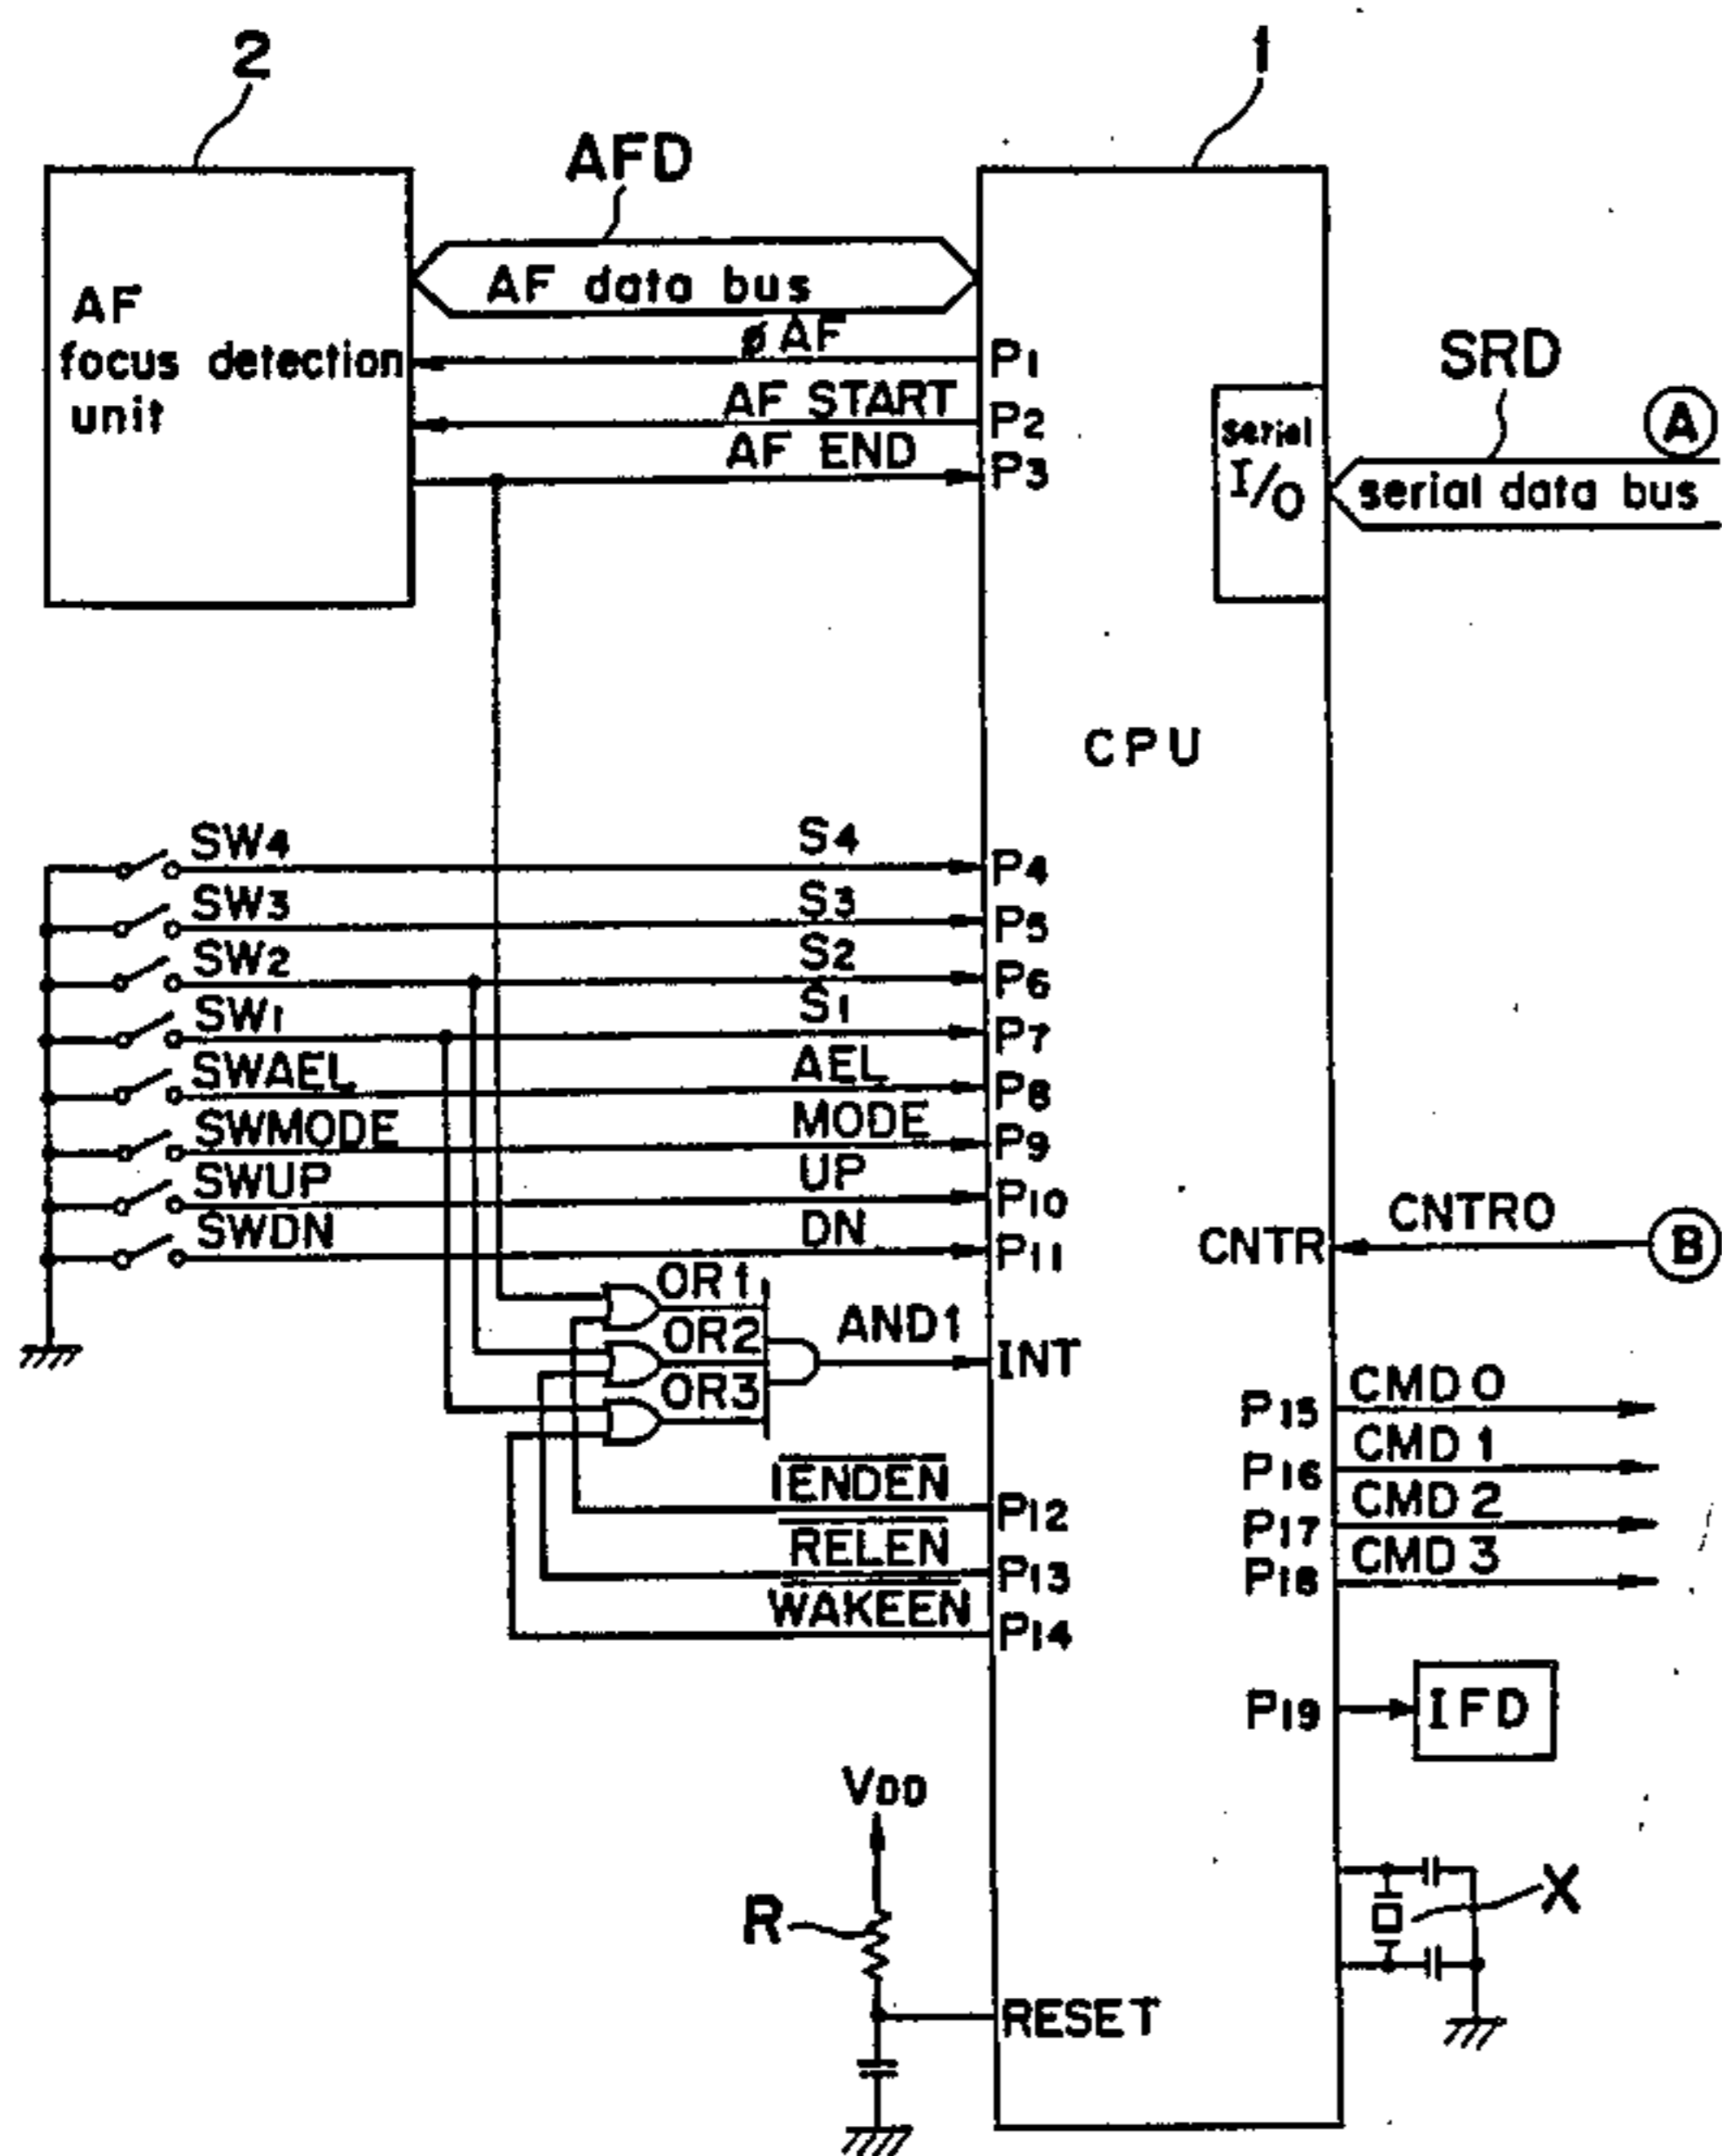 2
1
AFD
AF data bus
AF
focus detection
unit
øAF
P1
AF START
P2
AF END
P3
SRD
A
serial
I/O
serial data bus
CPU
SW4
S4
P4
SW3
S3
P5
SW2
S2
P6
SW1
S1
P7
SWAEL
AEL
P8
SWMODE
MODE
P9
SWUP
UP
P10
SWDN
DN
P11
CNTR
CNTRO
B
OR1
OR2
OR3
AND1
INT
P15
CMD 0
P16
CMD 1
P17
CMD 2
P18
CMD 3
IENDEN
P12
RELEN
P13
WAKEEN
P14
P19
IFD
VDD
R
X
RESET